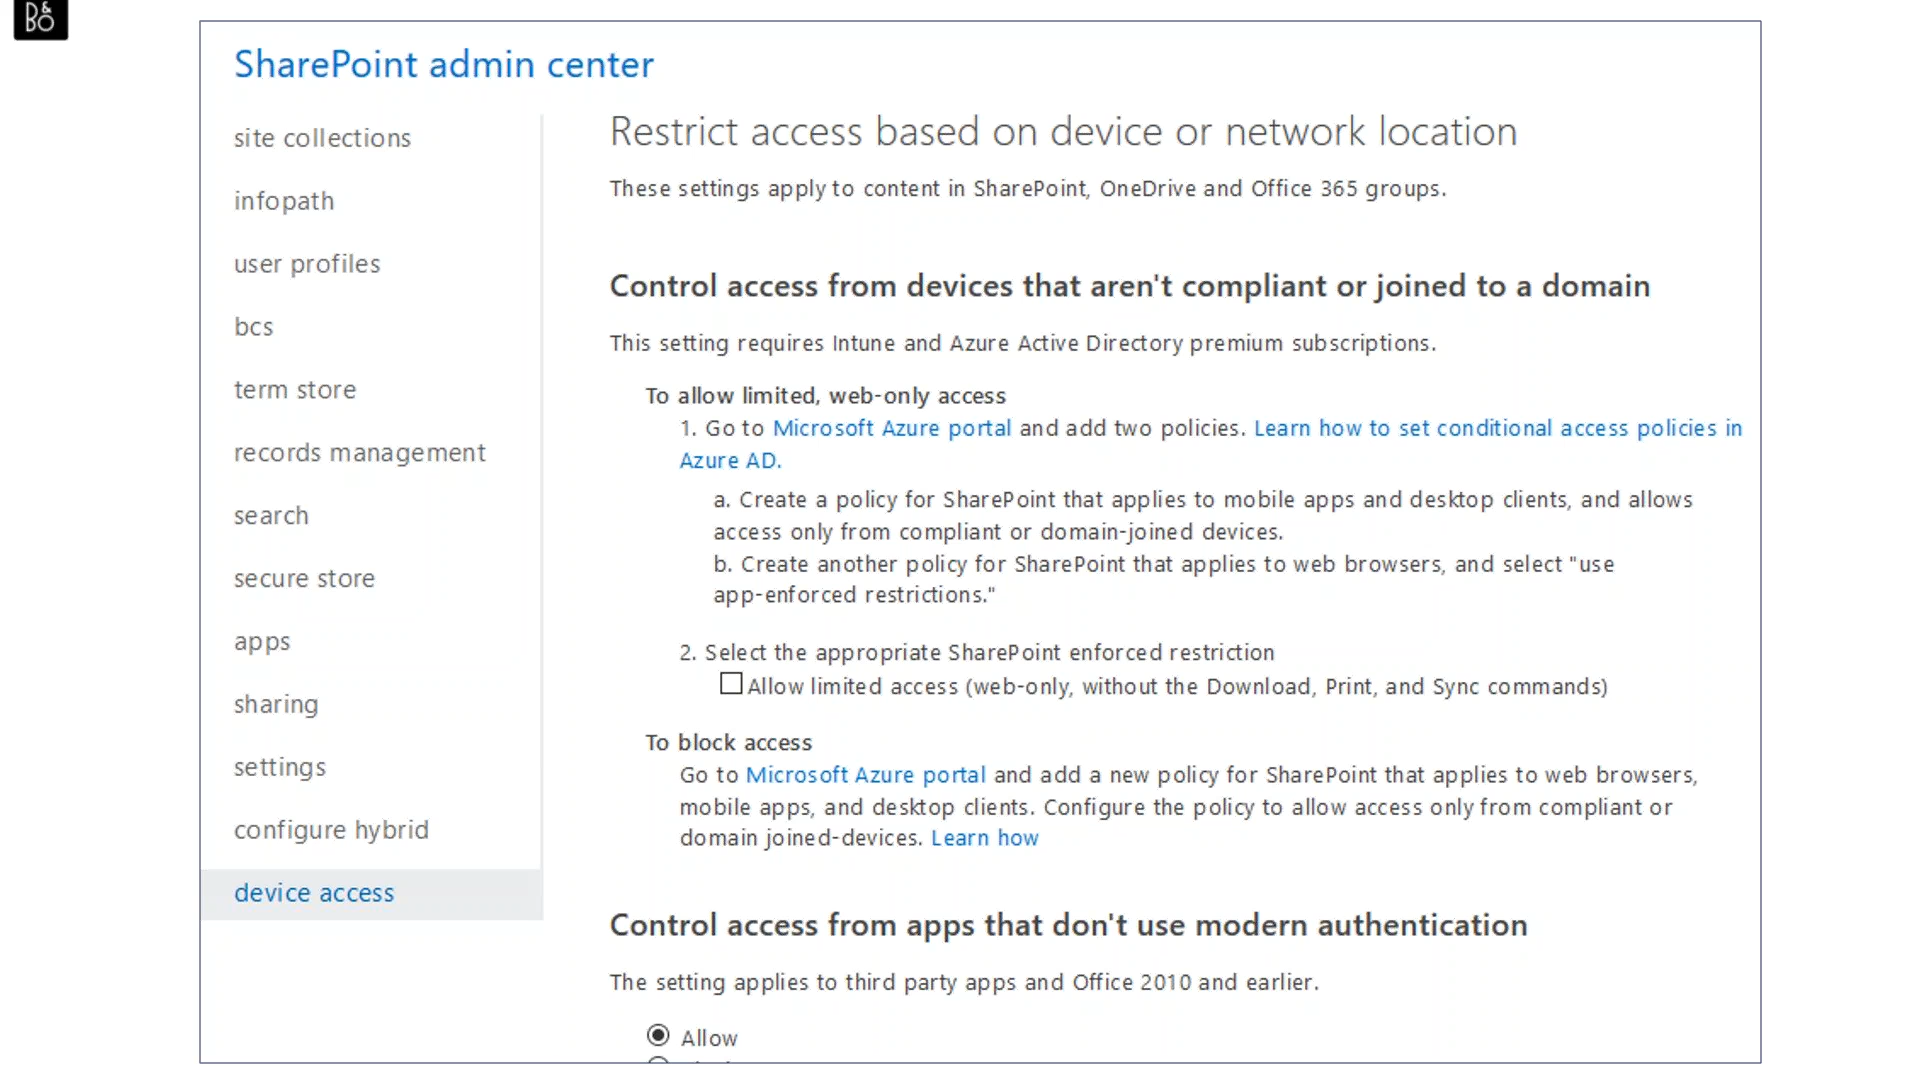 B&O
SharePoint admin center
site collections
infopath
user profiles
bcs
term store
records management
search
secure store
apps
sharing
settings
configure hybrid
device access
Restrict access based on device or network location
These settings apply to content in SharePoint, OneDrive and Office 365 groups.
Control access from devices that aren't compliant or joined to a domain
This setting requires Intune and Azure Active Directory premium subscriptions.
To allow limited, web-only access
1. Go to Microsoft Azure portal and add two policies. Learn how to set conditional access policies in
Azure AD.
a. Create a policy for SharePoint that applies to mobile apps and desktop clients, and allows
access only from compliant or domain-joined devices.
b. Create another policy for SharePoint that applies to web browsers, and select "use
app-enforced restrictions."
2. Select the appropriate SharePoint enforced restriction
Allow limited access (web-only, without the Download, Print, and Sync commands)
To block access
Go to Microsoft Azure portal and add a new policy for SharePoint that applies to web browsers,
mobile apps, and desktop clients. Configure the policy to allow access only from compliant or
domain joined-devices. Learn how
Control access from apps that don't use modern authentication
The setting applies to third party apps and Office 2010 and earlier.
Allow